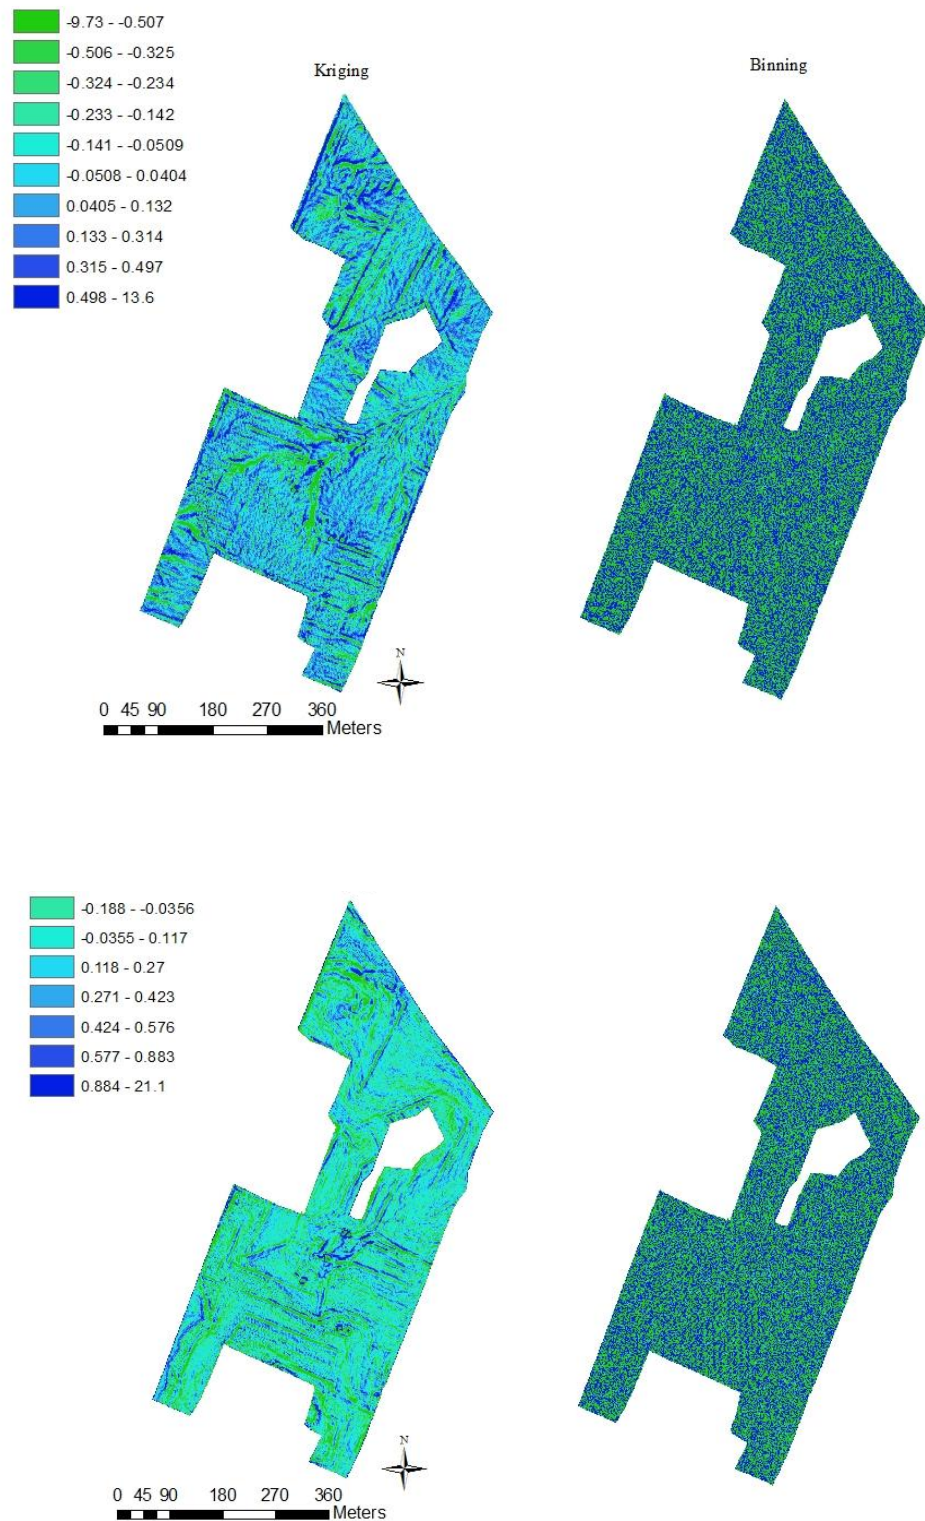 -9.73 - -0.507
-0.506 - -0.325
-0.324 - -0.234
-0.233 - -0.142
-0.141 - -0.0509
-0.0508 - 0.0404
0.0405 - 0.132
0.133 - 0.314
0.315 - 0.497
0.498 - 13.6
Kriging
Binning
N
0 45 90 180 270 360
Meters
-0.188 - -0.0356
-0.0355 - 0.117
0.118 - 0.27
0.271 - 0.423
0.424 - 0.576
0.577 - 0.883
0.884 - 21.1
N
0 45 90 180 270 360
Meters